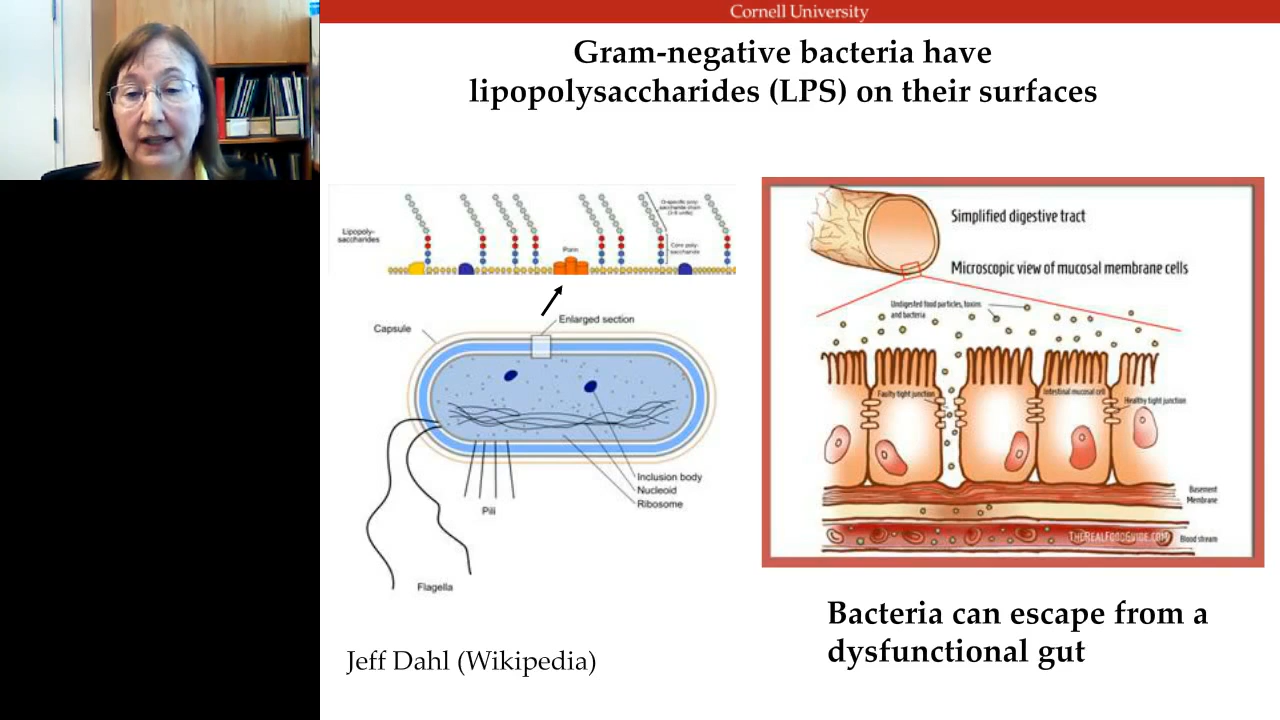 Cornell University
Gram-negative bacteria have
lipopolysaccharides (LPS) on their surfaces
Lipopoly-
saccharides
O-specific poly-
saccharide chain
Porin
Core poly-
saccharide
Enlarged section
Capsule
Inclusion body
Nucleoid
Ribosome
Pili
Flagella
Jeff Dahl (Wikipedia)
Simplified digestive tract
Microscopic view of mucosal membrane cells
Undigested food particles, toxins
and bacteria
Faulty tight junction
Intestinal mucosal cell
Healthy tight junction
Basement
Membrane
THEREALFOODGUIDE.COM
Blood stream
Bacteria can escape from a
dysfunctional gut